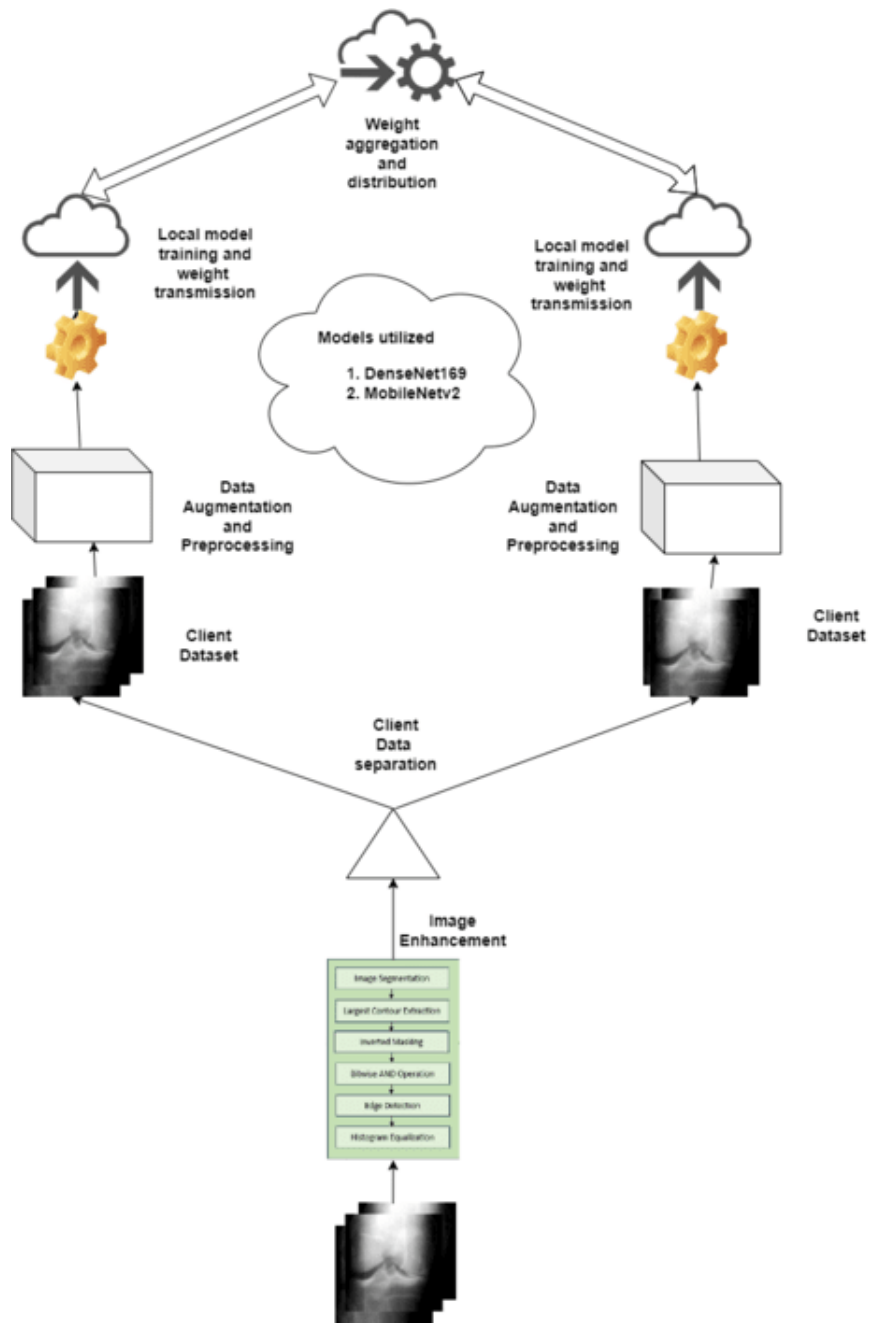 Weight
aggregation
and
distribution
Local model
training and
weight
transmission
Local model
training and
weight
transmission
Models utilized
1. DenseNet169
2. MobileNetv2
Data
Augmentation
and
Preprocessing
Data
Augmentation
and
Preprocessing
Client
Dataset
Client
Dataset
Client
Data
separation
Image
Enhancement
Image Segmentation
Largest Contour Extraction
Inverted Masking
Bitwise AND Operation
Edge Detection
Histogram Equalization